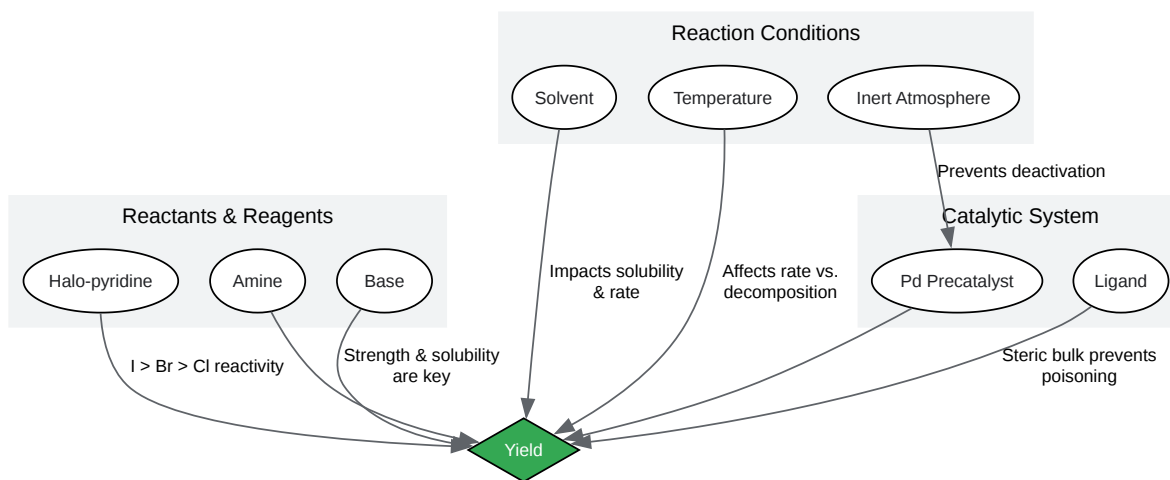 Reaction Conditions
Solvent
Temperature
Inert Atmosphere
Prevents deactivation
Reactants & Reagents
Catalytic System
Halo-pyridine
Amine
Base
Impacts solubility
& rate
Affects rate vs.
decomposition
Pd Precatalyst
Ligand
I > Br > Cl reactivity
Strength & solubility
are key
Steric bulk prevents
poisoning
Yield